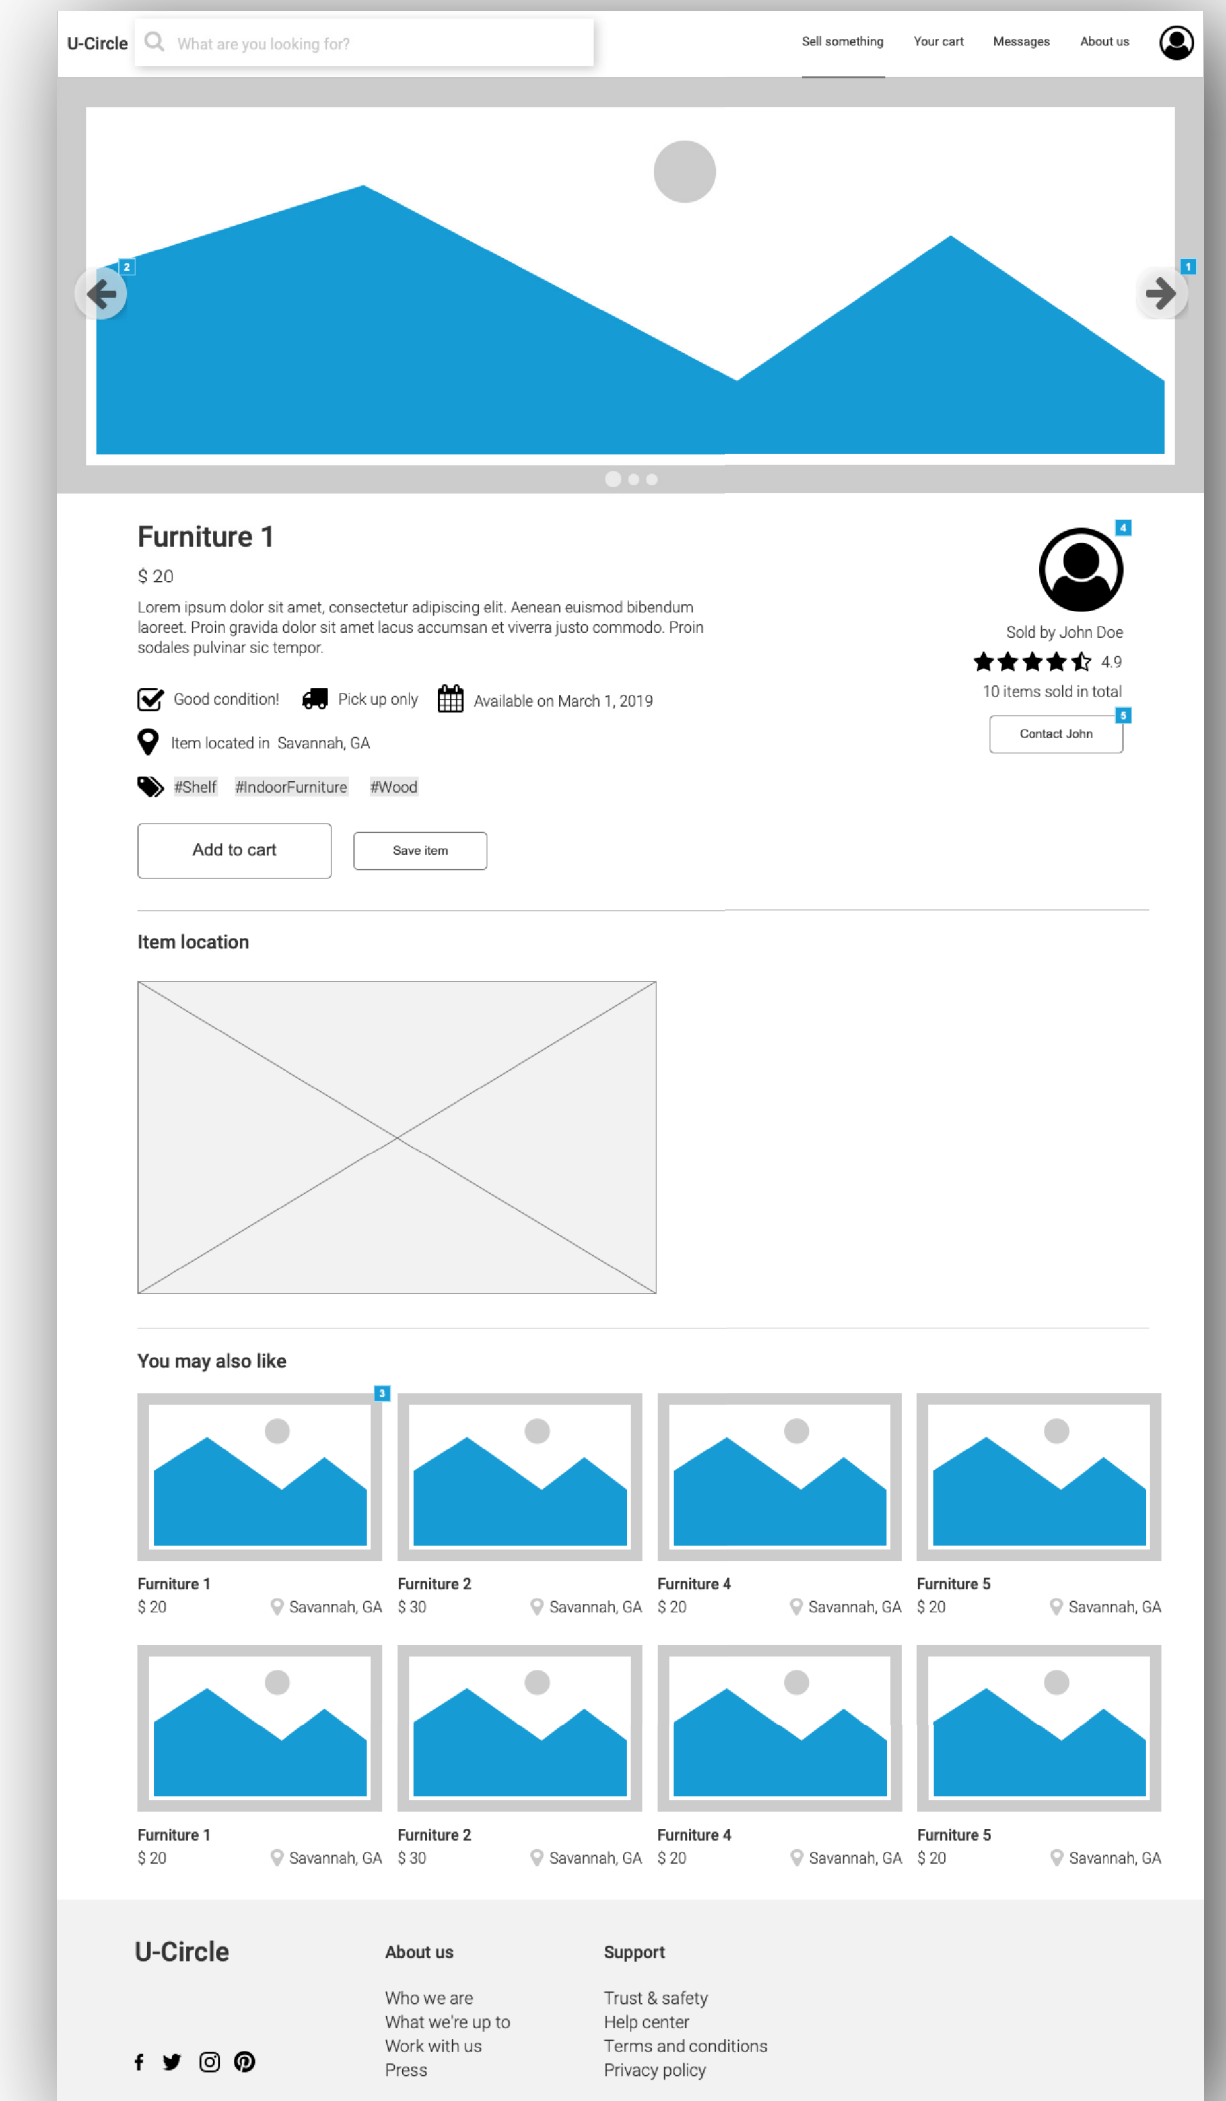 U-Circle
What are you looking for?
Sell something
Your cart
Messages
About us
2
1
Furniture 1
$ 20
Lorem ipsum dolor sit amet, consectetur adipiscing elit. Aenean euismod bibendum
laoreet. Proin gravida dolor sit amet lacus accumsan et viverra justo commodo. Proin
sodales pulvinar sic tempor.
Good condition!
Pick up only
Available on March 1, 2019
Item located in Savannah, GA
#Shelf #IndoorFurniture #Wood
Add to cart
Save item
4
Sold by John Doe
4.9
10 items sold in total
5
Contact John
Item location
You may also like
3
Furniture 1
$ 20 Savannah, GA
Furniture 2
$ 30 Savannah, GA
Furniture 4
$ 20 Savannah, GA
Furniture 5
$ 20 Savannah, GA
Furniture 1
$ 20 Savannah, GA
Furniture 2
$ 30 Savannah, GA
Furniture 4
$ 20 Savannah, GA
Furniture 5
$ 20 Savannah, GA
U-Circle
About us
Who we are
What we're up to
Work with us
Press
Support
Trust & safety
Help center
Terms and conditions
Privacy policy